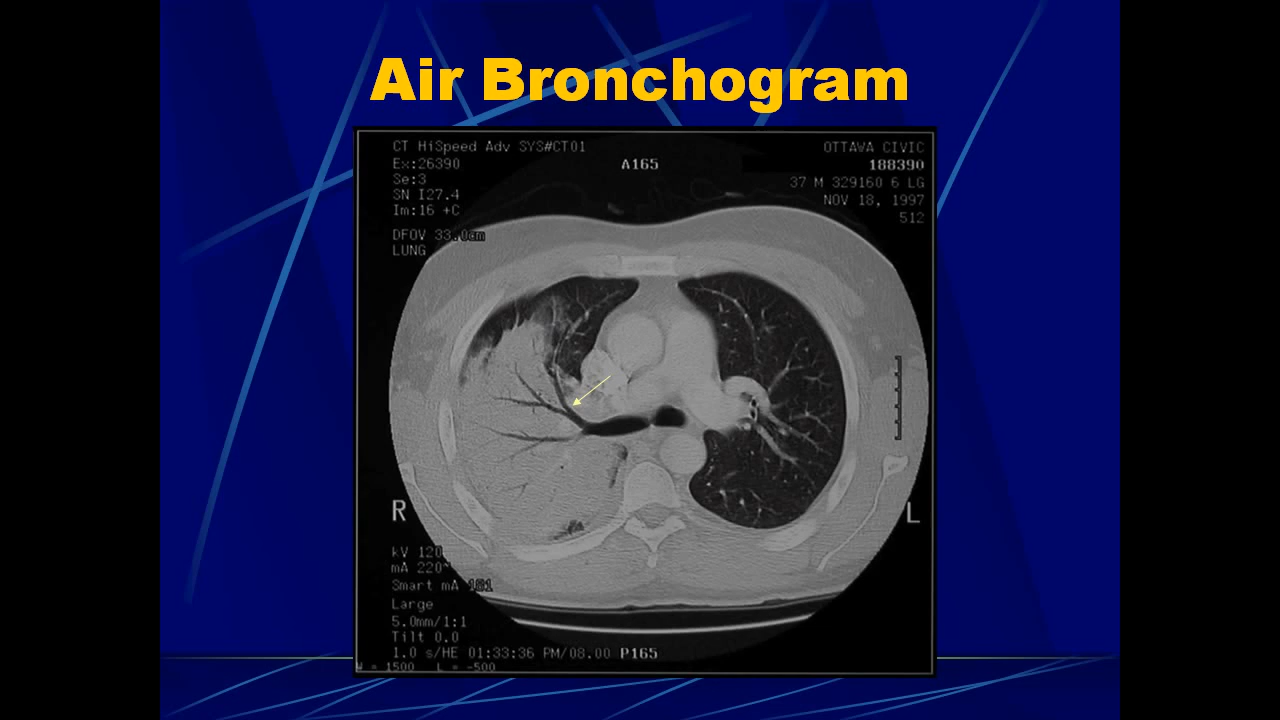 Air Bronchogram
CT HiSpeed Adv SYS#CT01
Ex:26390
Se:3
SN I27.4
Im:16 +C
DFOV 33.0cm
LUNG
A165
OTTAWA CIVIC
188390
37 M 329160 6 LG
NOV 18, 1997
512
R
L
kV 120
mA 220
Smart mA 181
Large
5.0mm/1:1
Tilt 0.0
1.0 s/HE 01:33:36 PM/08.00 P165
W = 1500 L = -500